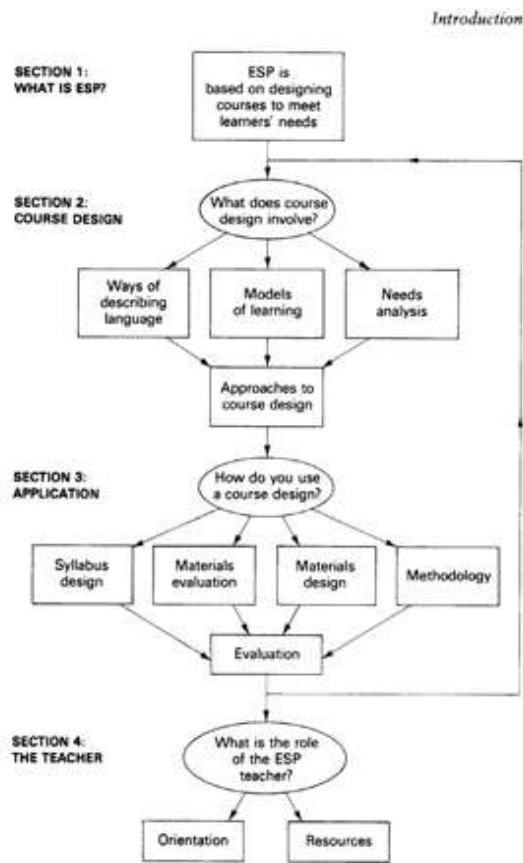 Introduction
SECTION 1:
WHAT IS ESP?
ESP is
based on designing
courses to meet
learners' needs
SECTION 2:
COURSE DESIGN
What does course
design involve?
Ways of
describing
language
Models
of learning
Needs
analysis
Approaches to
course design
SECTION 3:
APPLICATION
How do you use
a course design?
Syllabus
design
Materials
evaluation
Materials
design
Methodology
Evaluation
SECTION 4:
THE TEACHER
What is the role
of the ESP
teacher?
Orientation
Resources